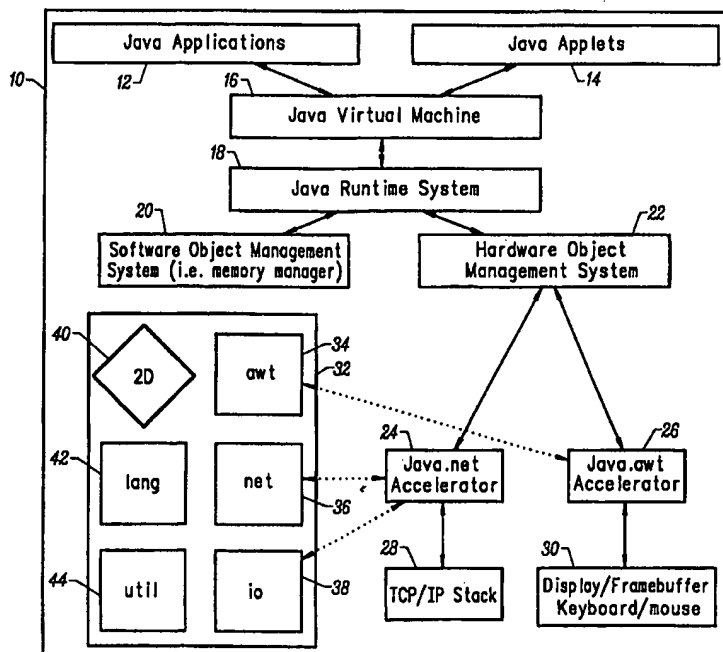 Java Applications
Java Applets
10
12
16
14
Java Virtual Machine
18
Java Runtime System
20
22
Software Object Management
System (i.e. memory manager)
Hardware Object
Management System
40
34
32
2D
awt
24
26
42
Java.net
Accelerator
Java.awt
Accelerator
lang
net
36
28
30
44
util
io
38
TCP/IP Stack
Display/Framebuffer
Keyboard/mouse